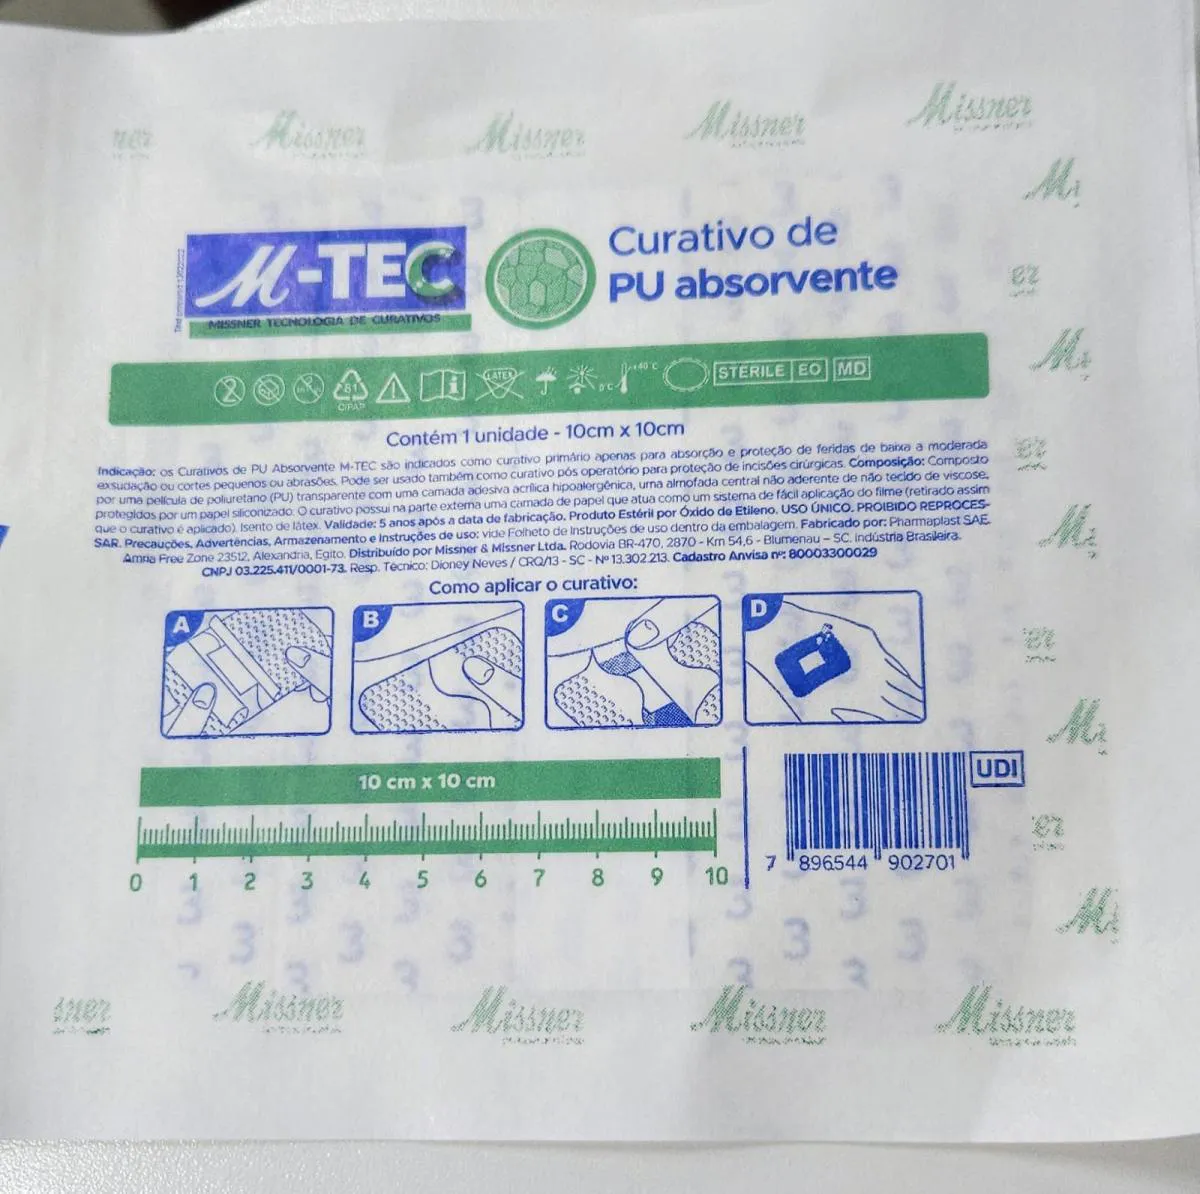 Missner Missner Missner Missner
M-TEC
MISSNER TECNOLOGIA DE CURATIVOS
Curativo de
PU absorvente
2
81
C/PAP
LATEX
0°C
+40°C
STERILE EO MD
Contém 1 unidade - 10cm x 10cm
Indicação: os Curativos de PU Absorvente M-TEC são indicados como curativo primário apenas para absorção e proteção de feridas de baixa a moderada
exsudação ou cortes pequenos ou abrasões. Pode ser usado também como curativo pós operatório para proteção de incisões cirúrgicas. Composição: Composto
por uma película de poliuretano (PU) transparente com uma camada adesiva acrílica hipoalergênica, uma almofada central não aderente de não tecido de viscose,
protegidos por um papel siliconizado. O curativo possui na parte externa uma camada de papel que atua como um sistema de fácil aplicação do filme (retirado assim
que o curativo é aplicado). Isento de látex. Validade: 5 anos após a data de fabricação. Produto Estéril por Óxido de Etileno. USO ÚNICO. PROIBIDO REPROCES-
SAR. Precauções, Advertências, Armazenamento e Instruções de uso: vide Folheto de Instruções de uso dentro da embalagem. Fabricado por: Pharmaplast SAE.
Amria Free Zone 23512, Alexandria, Egito. Distribuído por Missner & Missner Ltda. Rodovia BR-470, 2870 - Km 54,6 - Blumenau – SC. Indústria Brasileira.
CNPJ 03.225.411/0001-73. Resp. Técnico: Dioney Neves / CRQ/13 - SC - Nº 13.302.213. Cadastro Anvisa nº: 80003300029
Como aplicar o curativo:
A B C D
10 cm x 10 cm
UDI
0 1 2 3 4 5 6 7 8 9 10
7 896544 902701
Missner Missner Missner Missner